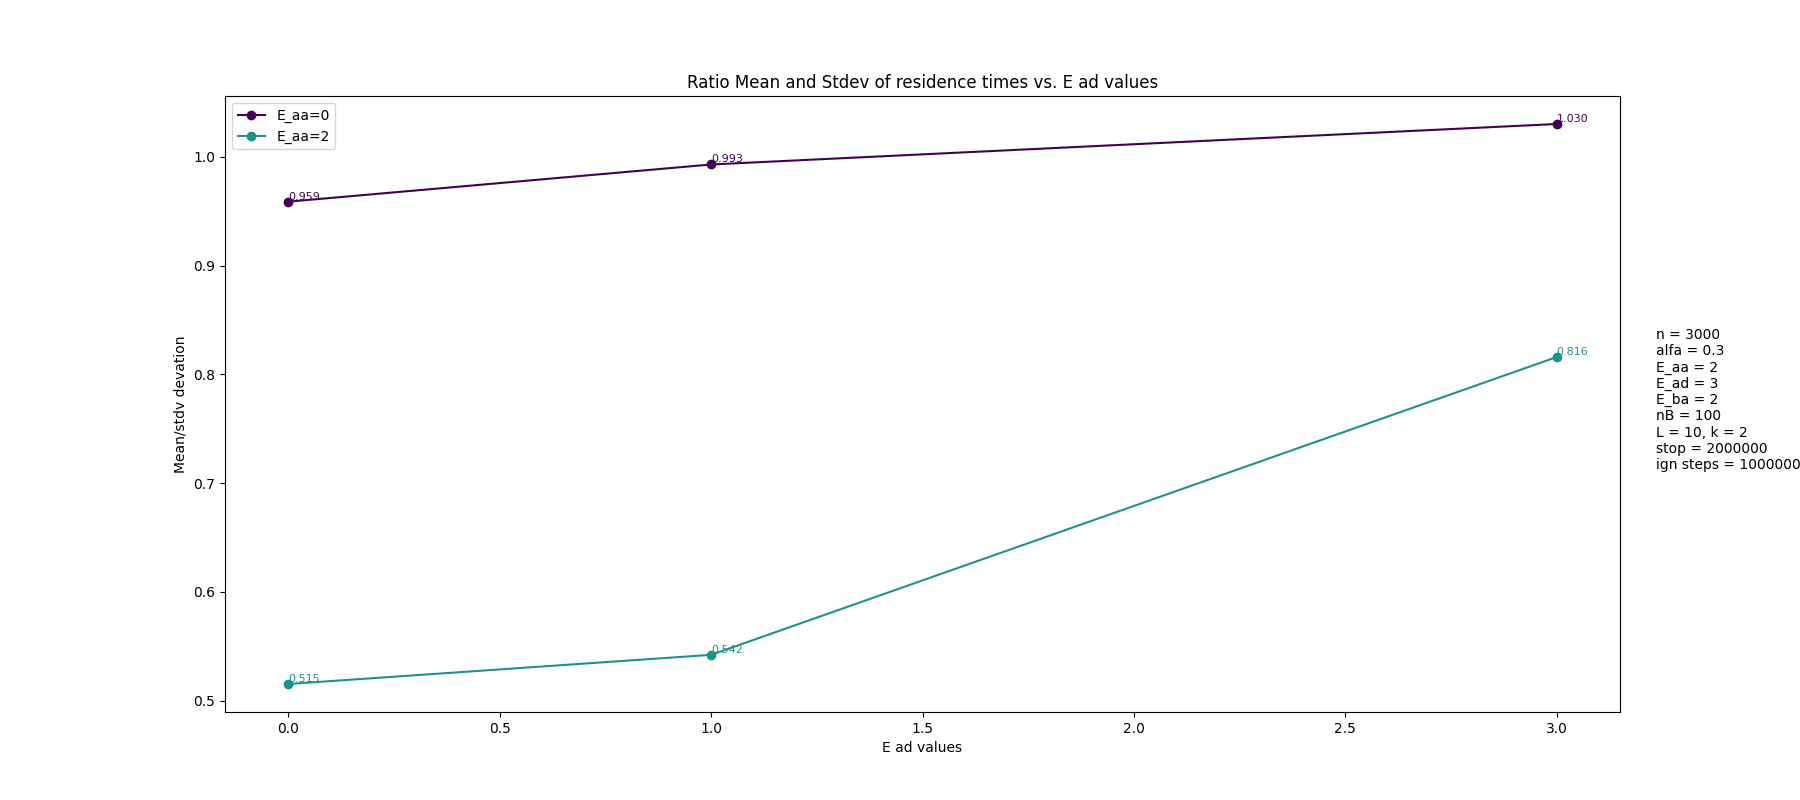 Ratio Mean and Stdev of residence times vs. E ad values
E_aa=0
E_aa=2
1.030
0.993
0.959
0.816
0.542
0.515
1.0
0.9
0.8
0.7
0.6
0.5
Mean/stdv devation
0.0
0.5
1.0
1.5
2.0
2.5
3.0
E ad values
n = 3000
alfa = 0.3
E_aa = 2
E_ad = 3
E_ba = 2
nB = 100
L = 10, k = 2
stop = 2000000
ign steps = 1000000